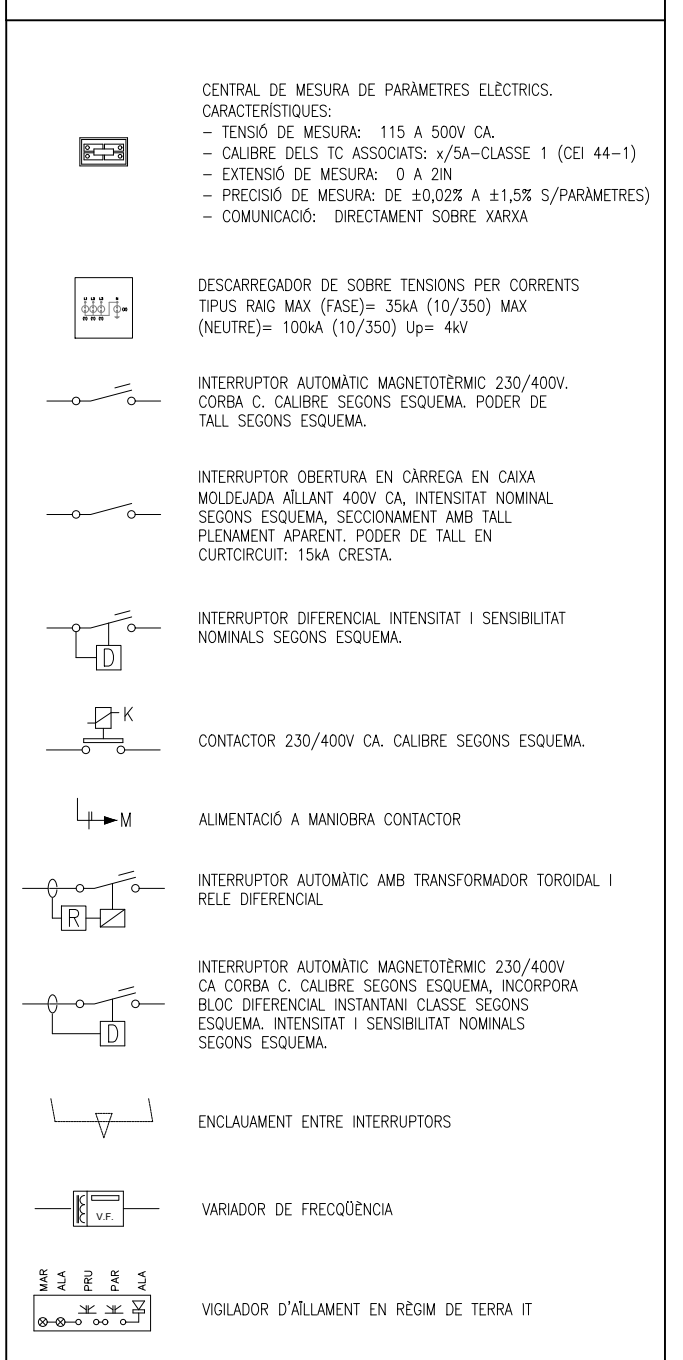 CENTRAL DE MESURA DE PARÀMETRES ELÈCTRICS.
CARACTERÍSTIQUES:
– TENSIÓ DE MESURA: 115 A 500V CA.
– CALIBRE DELS TC ASSOCIATS: x/5A–CLASSE 1 (CEI 44–1)
– EXTENSIÓ DE MESURA: 0 A 2IN
– PRECISIÓ DE MESURA: DE ±0,02% A ±1,5% S/PARÀMETRES)
– COMUNICACIÓ: DIRECTAMENT SOBRE XARXA
DESCARREGADOR DE SOBRE TENSIONS PER CORRENTS
TIPUS RAIG MAX (FASE)= 35kA (10/350) MAX
(NEUTRE)= 100kA (10/350) Up= 4kV
INTERRUPTOR AUTOMÀTIC MAGNETOTÈRMIC 230/400V.
CORBA C. CALIBRE SEGONS ESQUEMA. PODER DE
TALL SEGONS ESQUEMA.
INTERRUPTOR OBERTURA EN CÀRREGA EN CAIXA
MOLDEJADA AÏLLANT 400V CA, INTENSITAT NOMINAL
SEGONS ESQUEMA, SECCIONAMENT AMB TALL
PLENAMENT APARENT. PODER DE TALL EN
CURTCIRCUIT: 15kA CRESTA.
D
INTERRUPTOR DIFERENCIAL INTENSITAT I SENSIBILITAT
NOMINALS SEGONS ESQUEMA.
K
CONTACTOR 230/400V CA. CALIBRE SEGONS ESQUEMA.
M
ALIMENTACIÓ A MANIOBRA CONTACTOR
R
INTERRUPTOR AUTOMÀTIC AMB TRANSFORMADOR TOROIDAL I
RELE DIFERENCIAL
D
INTERRUPTOR AUTOMÀTIC MAGNETOTÈRMIC 230/400V
CA CORBA C. CALIBRE SEGONS ESQUEMA, INCORPORA
BLOC DIFERENCIAL INSTANTANI CLASSE SEGONS
ESQUEMA. INTENSITAT I SENSIBILITAT NOMINALS
SEGONS ESQUEMA.
ENCLAUAMENT ENTRE INTERRUPTORS
V.F.
VARIADOR DE FRECQÜÈNCIA
MAR ALA PRU PAR ALA
VIGILADOR D'AÏLLAMENT EN RÈGIM DE TERRA IT